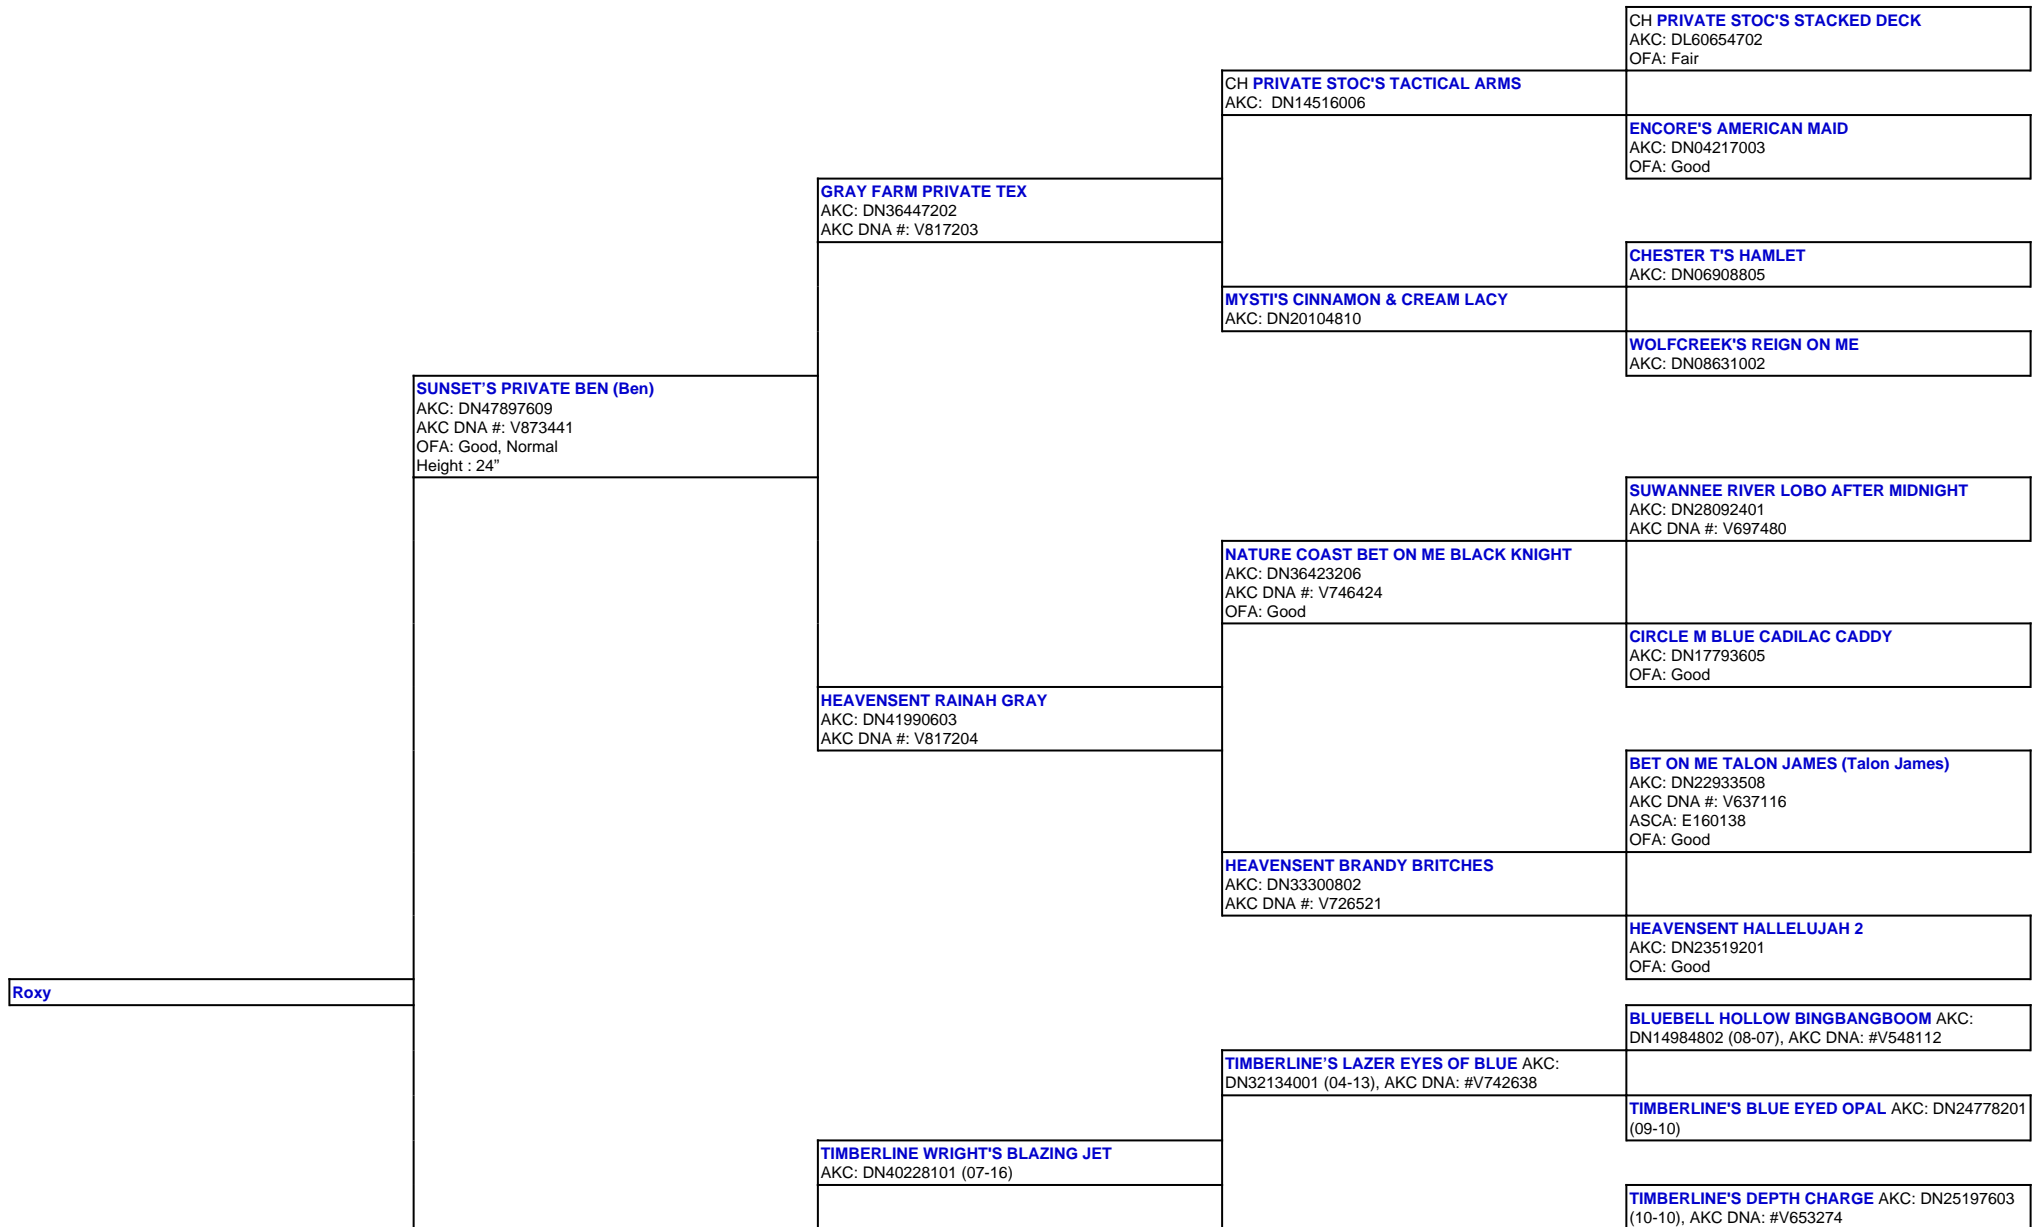 CH PRIVATE STOC'S STACKED DECK
AKC: DL60654702
OFA: Fair
CH PRIVATE STOC'S TACTICAL ARMS
AKC:  DN14516006
ENCORE'S AMERICAN MAID
AKC: DN04217003
OFA: Good
GRAY FARM PRIVATE TEX
AKC: DN36447202
AKC DNA #: V817203
CHESTER T'S HAMLET
AKC: DN06908805
MYSTI'S CINNAMON & CREAM LACY
AKC: DN20104810
WOLFCREEK'S REIGN ON ME
AKC: DN08631002
SUNSET’S PRIVATE BEN (Ben)
AKC: DN47897609
AKC DNA #: V873441
OFA: Good, Normal
Height : 24”
SUWANNEE RIVER LOBO AFTER MIDNIGHT
AKC: DN28092401
AKC DNA #: V697480
NATURE COAST BET ON ME BLACK KNIGHT
AKC: DN36423206
AKC DNA #: V746424
OFA: Good
CIRCLE M BLUE CADILAC CADDY
AKC: DN17793605
OFA: Good
HEAVENSENT RAINAH GRAY
AKC: DN41990603
AKC DNA #: V817204
BET ON ME TALON JAMES (Talon James)
AKC: DN22933508
AKC DNA #: V637116
ASCA: E160138
OFA: Good
HEAVENSENT BRANDY BRITCHES
AKC: DN33300802
AKC DNA #: V726521
HEAVENSENT HALLELUJAH 2
AKC: DN23519201
OFA: Good
Roxy
BLUEBELL HOLLOW BINGBANGBOOM AKC:
DN14984802 (08-07), AKC DNA: #V548112
TIMBERLINE’S LAZER EYES OF BLUE AKC:
DN32134001 (04-13), AKC DNA: #V742638
TIMBERLINE'S BLUE EYED OPAL AKC: DN24778201
(09-10)
TIMBERLINE WRIGHT'S BLAZING JET
AKC: DN40228101 (07-16)
TIMBERLINE'S DEPTH CHARGE AKC: DN25197603
(10-10), AKC DNA: #V653274